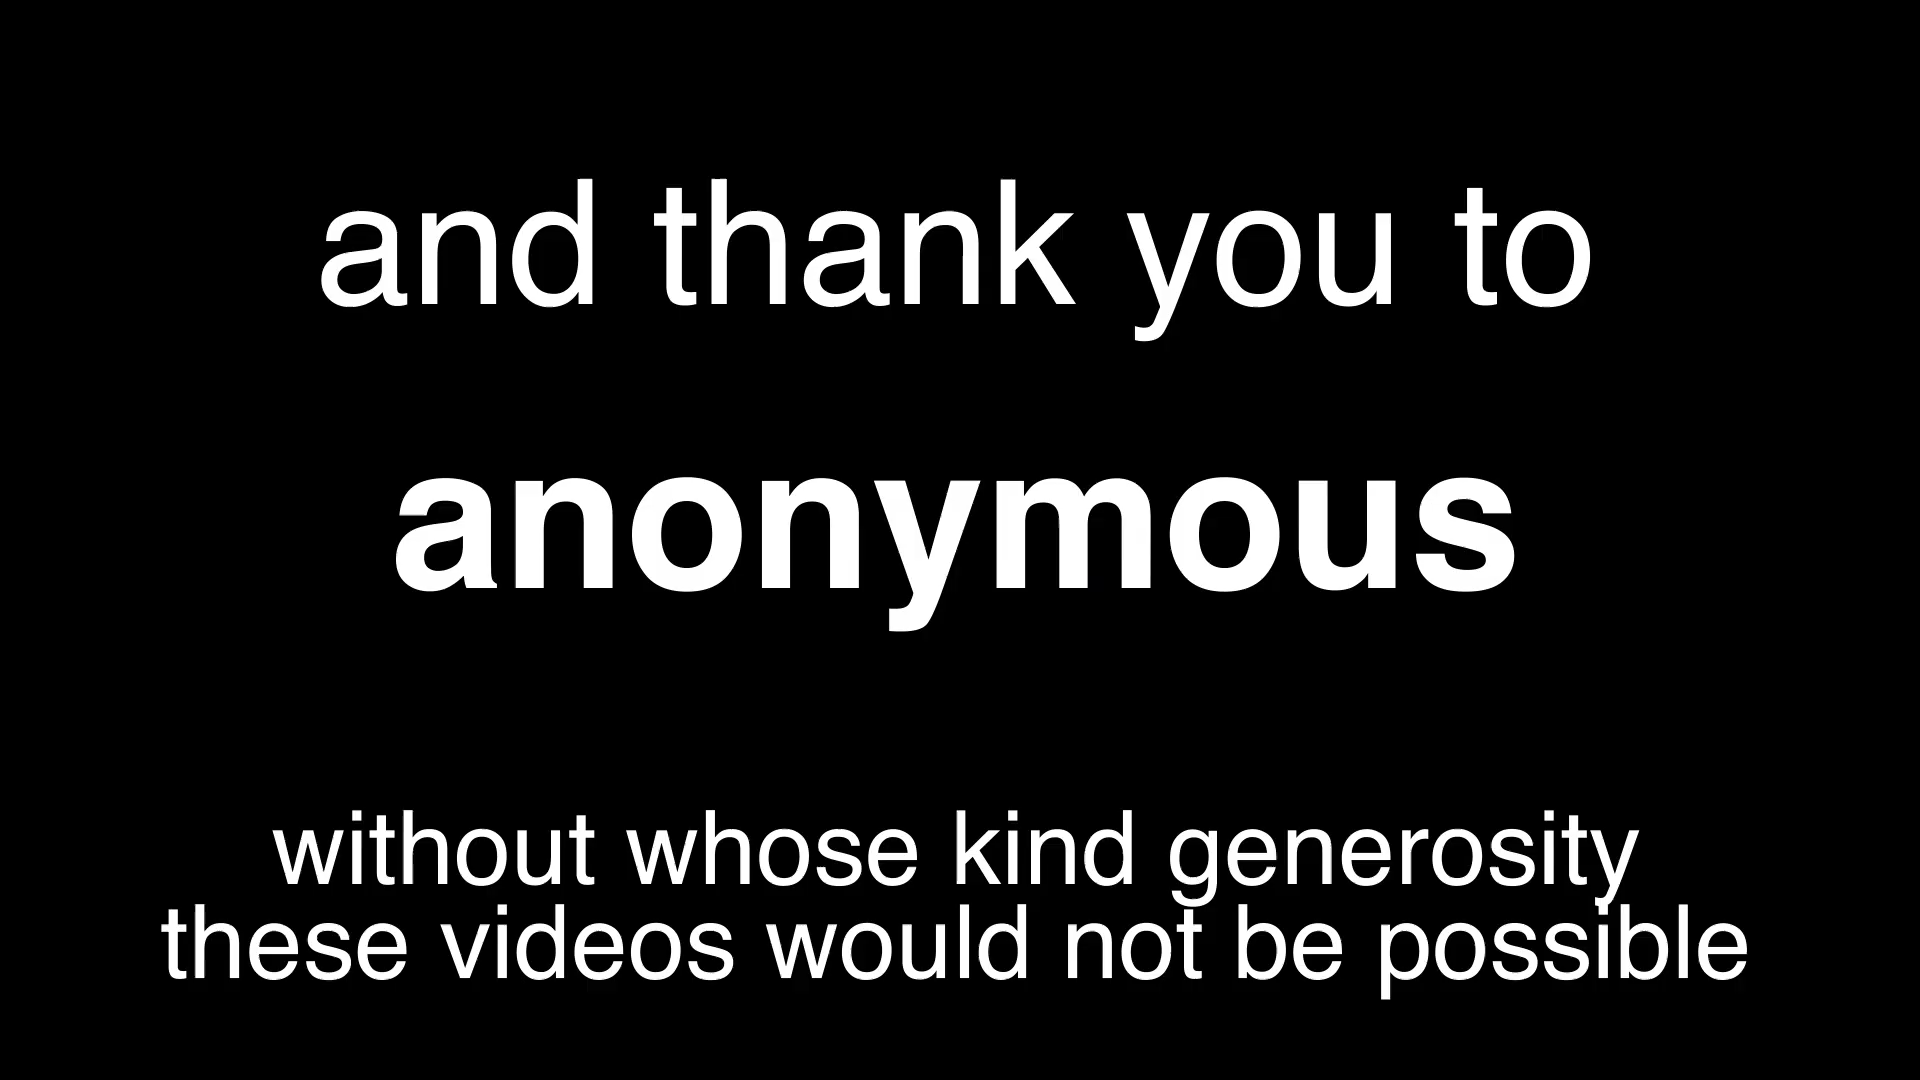 and thank you to
anonymous
without whose kind generosity
these videos would not be possible